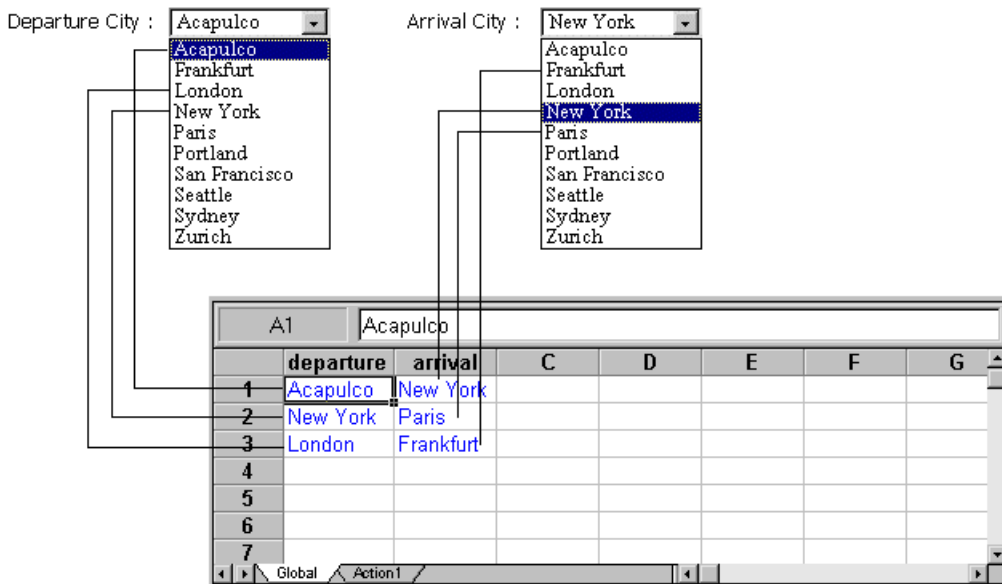 Departure City : Acapulco
Arrival City : New York
Acapulco
Frankfurt
London
New York
Paris
Portland
San Francisco
Seattle
Sydney
Zurich
Acapulco
Frankfurt
London
New York
Paris
Portland
San Francisco
Seattle
Sydney
Zurich
A1 Acapulco
departure arrival C D E F G
1 Acapulco New York
2 New York Paris
3 London Frankfurt
4
5
6
7
Global Action1